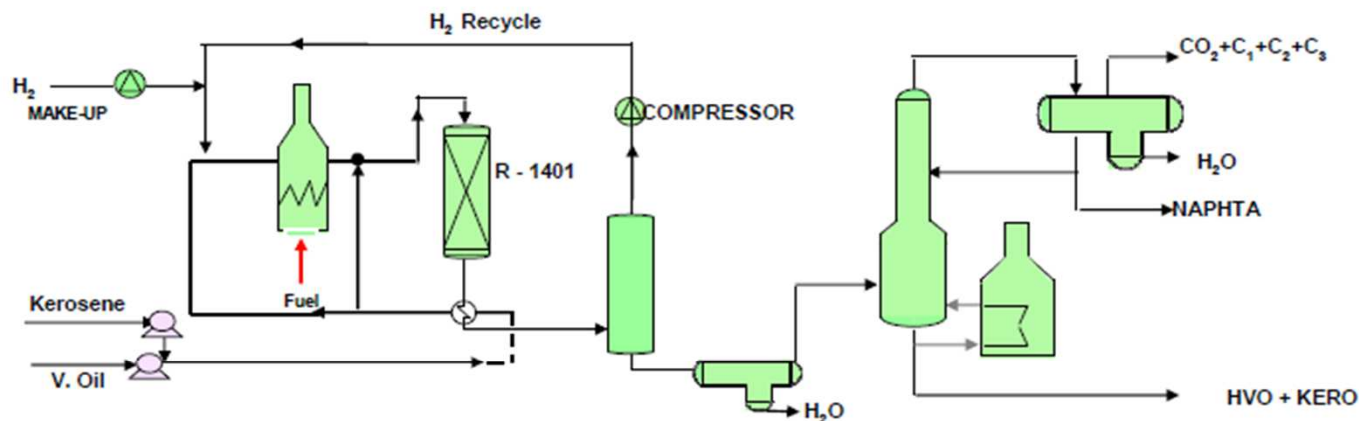 H₂ Recycle
CO₂+C₁+C₂+C₃
H₂
MAKE-UP
COMPRESSOR
R - 1401
H₂O
NAPHTA
Fuel
Kerosene
V. Oil
H₂O
HVO + KERO